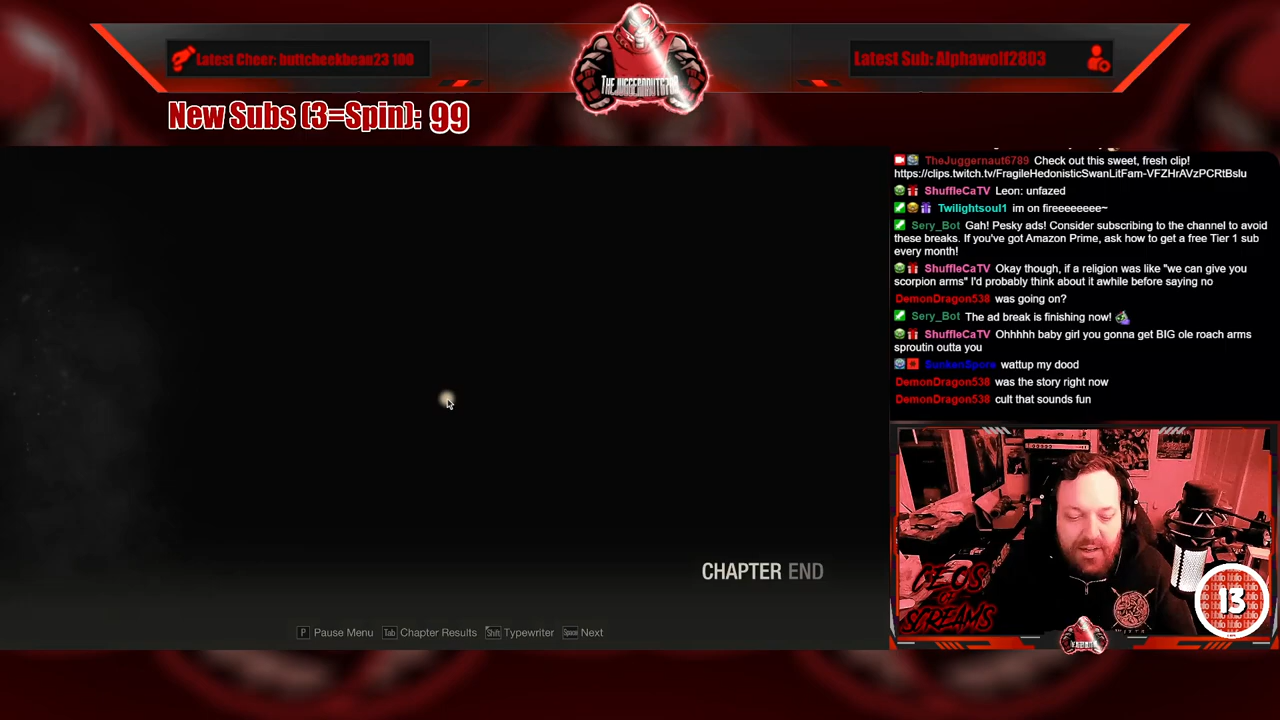 Latest Cheer: buttcheekbeau23 100
THEJUGGERNAUT6789
Latest Sub: Alphawolf2803
New Subs (3=Spin): 99
TheJuggernaut6789 Check out this sweet, fresh clip!
https://clips.twitch.tv/FragileHedonisticSwanLitFam-VFZHrAVzPCRtBslu
ShuffleCaTV Leon: unfazed
Twilightsoul1 im on fireeeeeeee~
Sery_Bot Gah! Pesky ads! Consider subscribing to the channel to avoid
these breaks. If you've got Amazon Prime, ask how to get a free Tier 1 sub
every month!
ShuffleCaTV Okay though, if a religion was like "we can give you
scorpion arms" I'd probably think about it awhile before saying no
DemonDragon538 was going on?
Sery_Bot The ad break is finishing now!
ShuffleCaTV Ohhhhh baby girl you gonna get BIG ole roach arms
sproutin outta you
SunkenSpore wattup my dood
DemonDragon538 was the story right now
DemonDragon538 cult that sounds fun
CHAPTER END
P Pause Menu Tab Chapter Results Shift Typewriter Space Next
SCREAMS
13